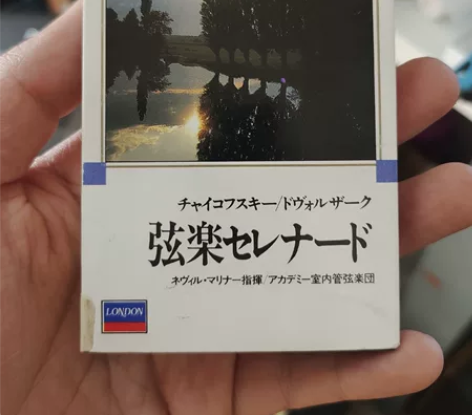 チャイコフスキー/ドヴォルザーク
弦楽セレナード
ネヴィル・マリナー指揮/アカデミー室内管弦楽団
LONDON